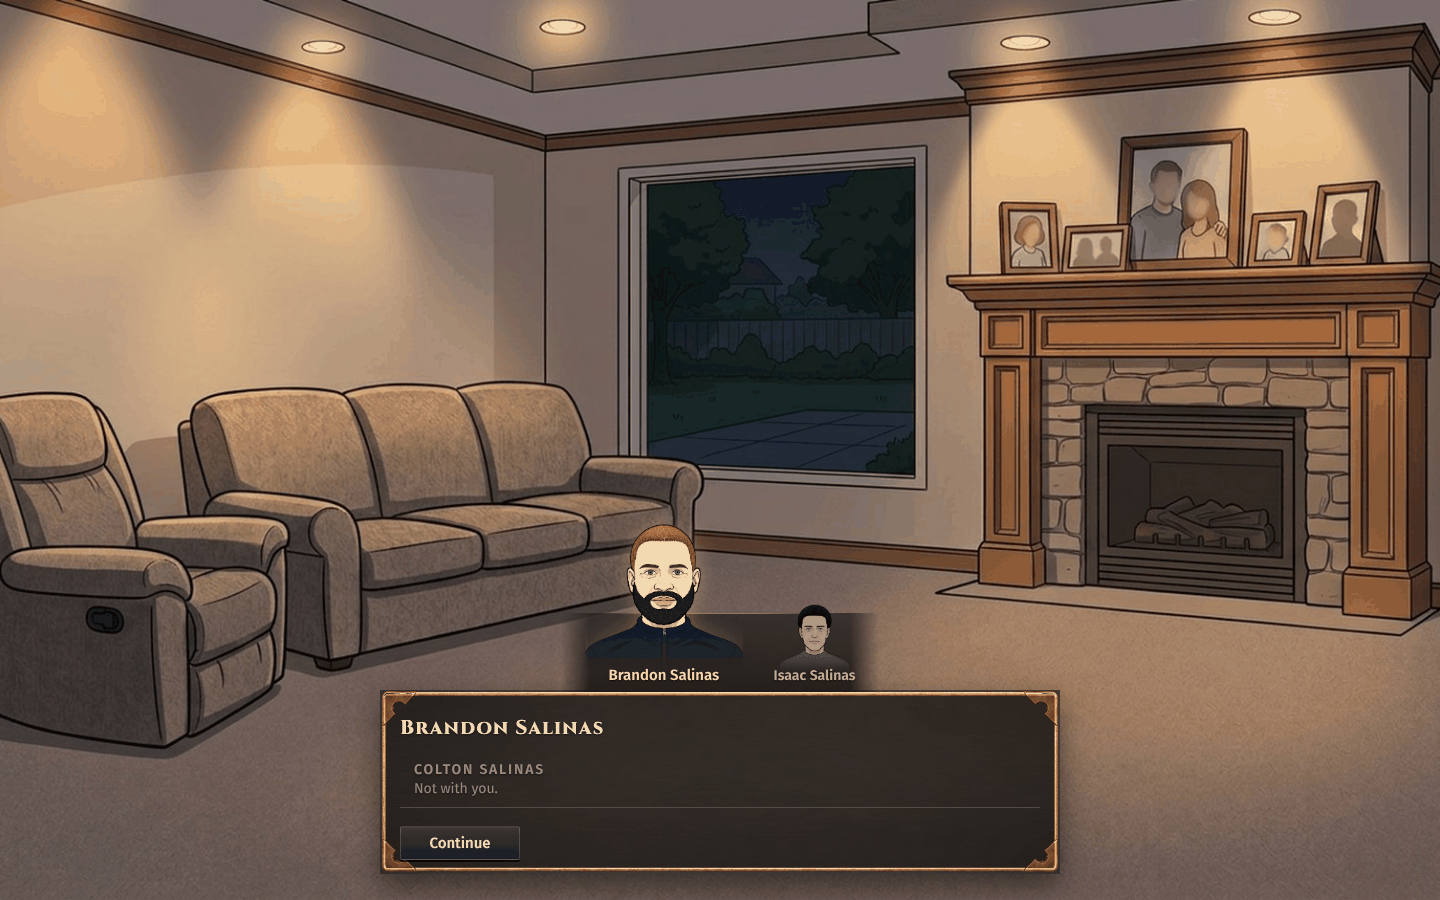 Brandon Salinas
Isaac Salinas
Brandon Salinas
COLTON SALINAS
Not with you.
Continue